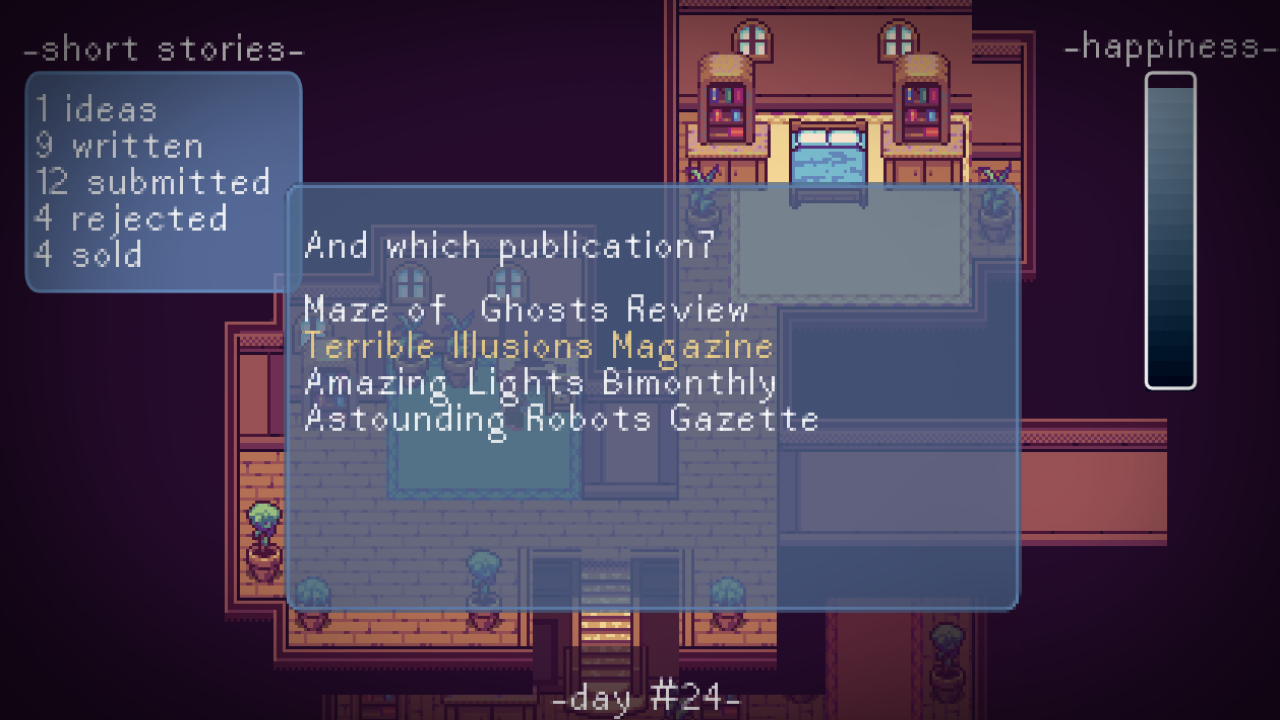 -short stories-
1 ideas
9 written
12 submitted
4 rejected
4 sold
-happiness-
And which publication?
Maze of  Ghosts Review
Terrible Illusions Magazine
Amazing Lights Bimonthly
Astounding Robots Gazette
-day #24-